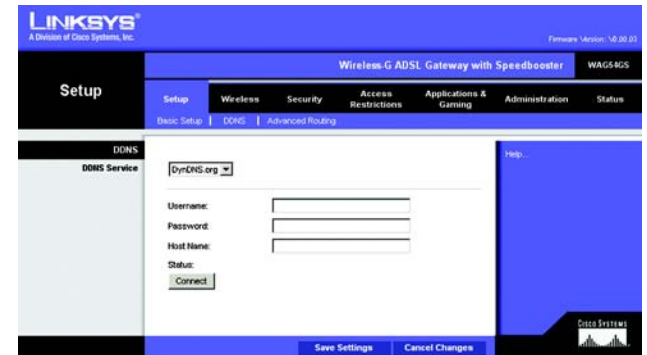 LINKSYS®
A Division of Cisco Systems, Inc.
Firmware Version: V0.00.03
Wireless-G ADSL Gateway with Speedbooster WAG54GS
Setup
Setup Wireless Security Access Restrictions Applications & Gaming Administration Status
Basic Setup | DDNS | Advanced Routing
DDNS
DDNS Service
DynDNS.org
Help...
Username:
Password:
Host Name:
Status:
Connect
Save Settings Cancel Changes
CISCO SYSTEMS